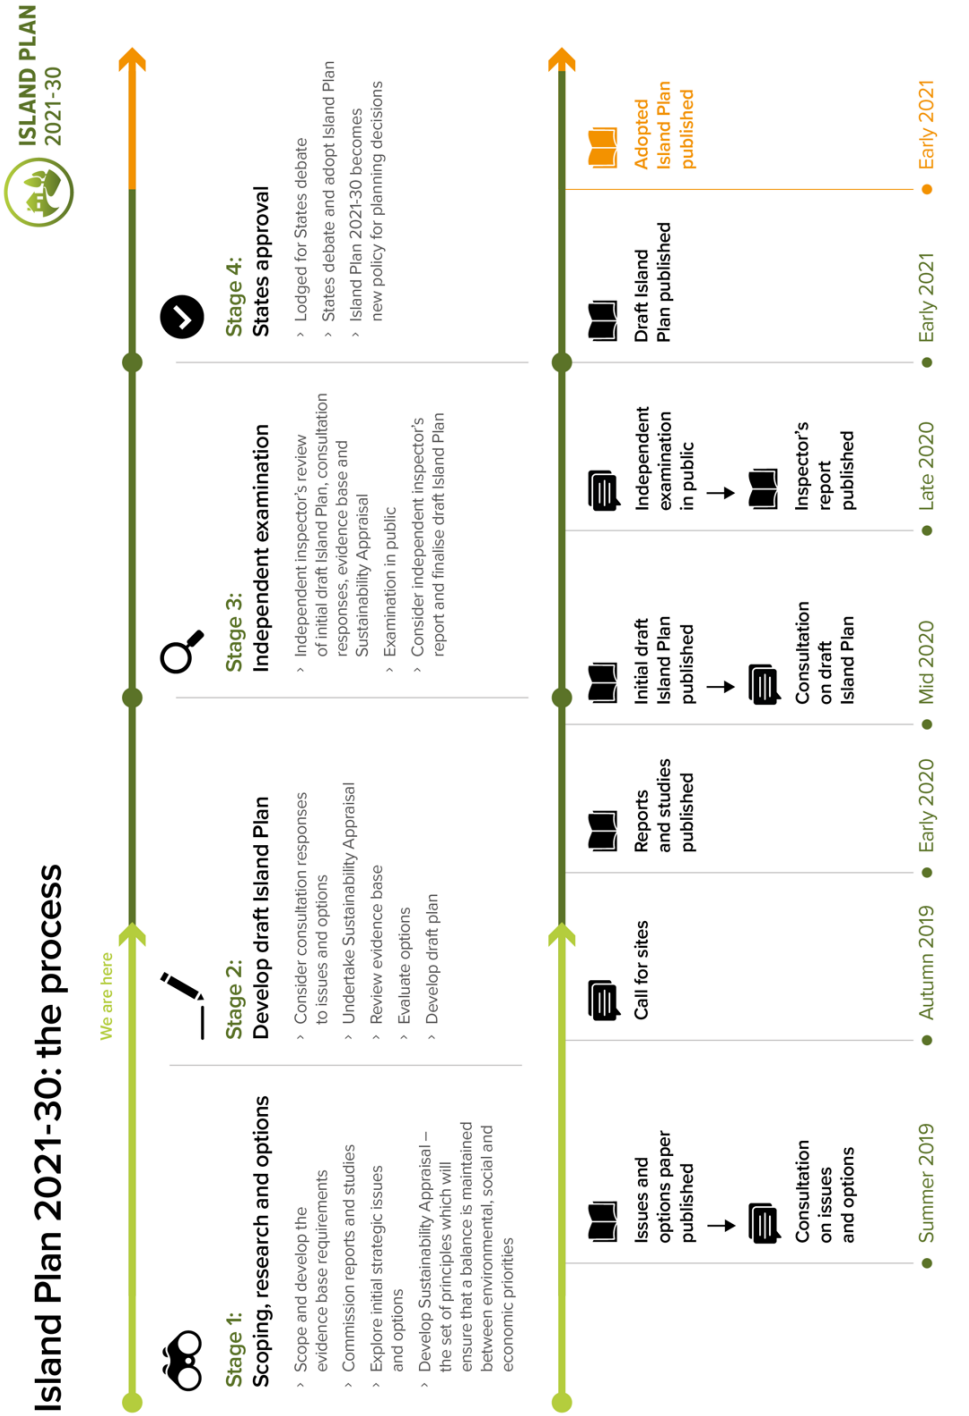 Island Plan 2021-30: the process
ISLAND PLAN
2021-30
We are here
Stage 1:
Scoping, research and options
› Scope and develop the
evidence base requirements
› Commission reports and studies
› Explore initial strategic issues
and options
› Develop Sustainability Appraisal –
the set of principles which will
ensure that a balance is maintained
between environmental, social and
economic priorities
Stage 2:
Develop draft Island Plan
› Consider consultation responses
to issues and options
› Undertake Sustainability Appraisal
› Review evidence base
› Evaluate options
› Develop draft plan
Stage 3:
Independent examination
› Independent inspector's review
of initial draft Island Plan, consultation
responses, evidence base and
Sustainability Appraisal
› Examination in public
› Consider independent inspector's
report and finalise draft Island Plan
Stage 4:
States approval
› Lodged for States debate
› States debate and adopt Island Plan
› Island Plan 2021-30 becomes
new policy for planning decisions
Issues and
options paper
published
Consultation
on issues
and options
Summer 2019
Call for sites
Autumn 2019
Reports
and studies
published
Early 2020
Initial draft
Island Plan
published
Consultation
on draft
Island Plan
Mid 2020
Independent
examination
in public
Inspector's
report
published
Late 2020
Draft Island
Plan published
Early 2021
Adopted
Island Plan
published
Early 2021